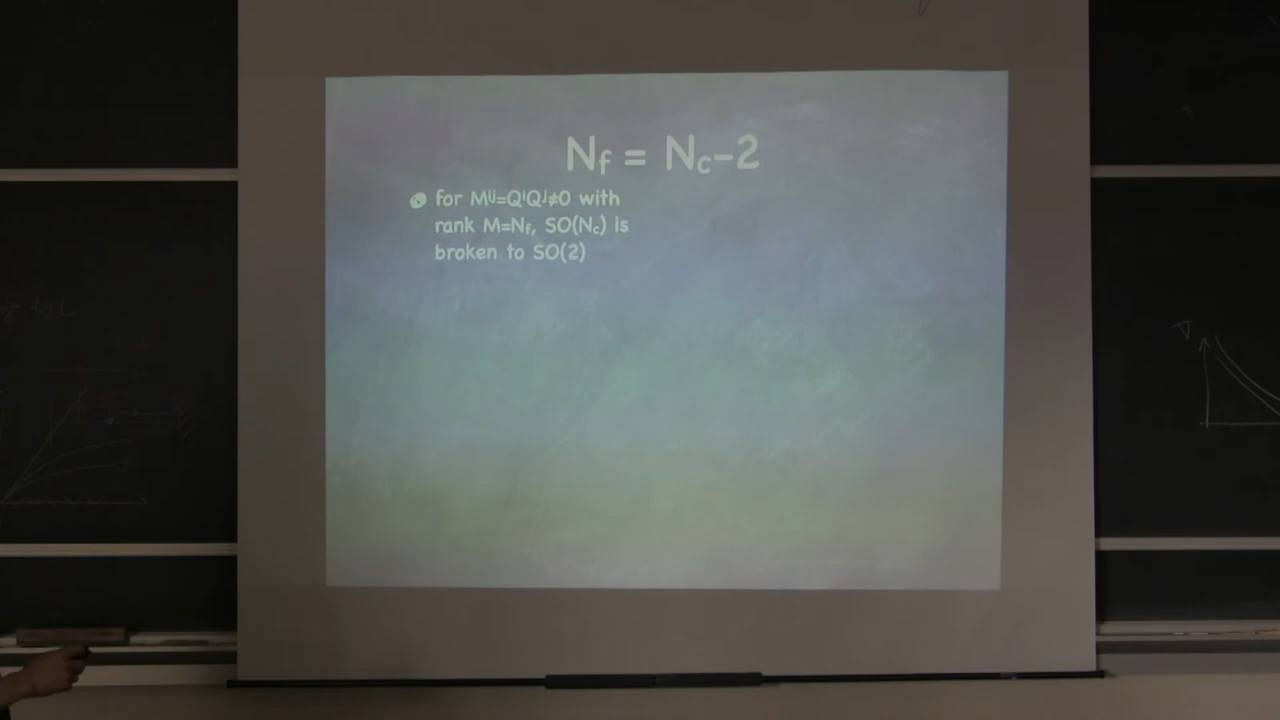 Nf = Nc-2
for Mij=QiQj≠0 with
rank M=Nf, SO(Nc) is
broken to SO(2)